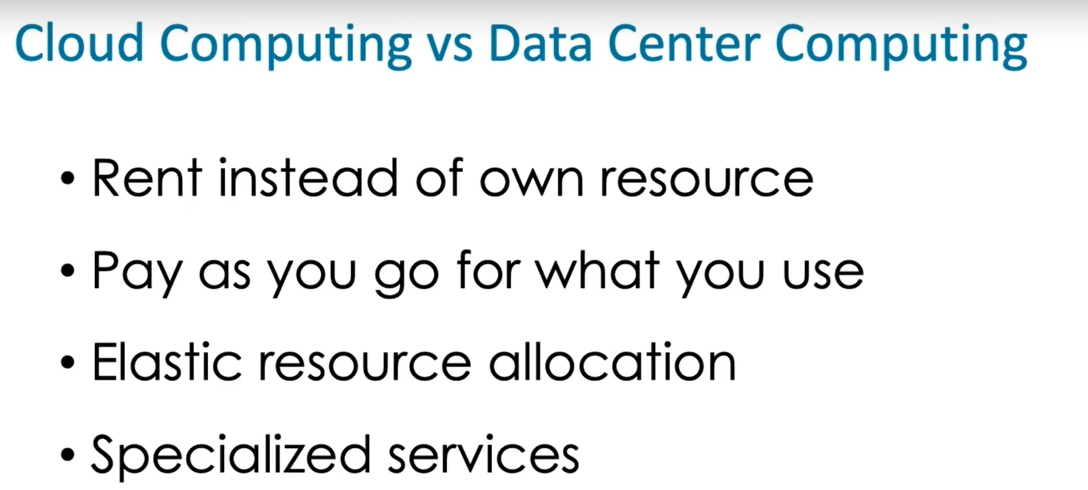 Cloud Computing vs Data Center Computing
• Rent instead of own resource
• Pay as you go for what you use
• Elastic resource allocation
• Specialized services